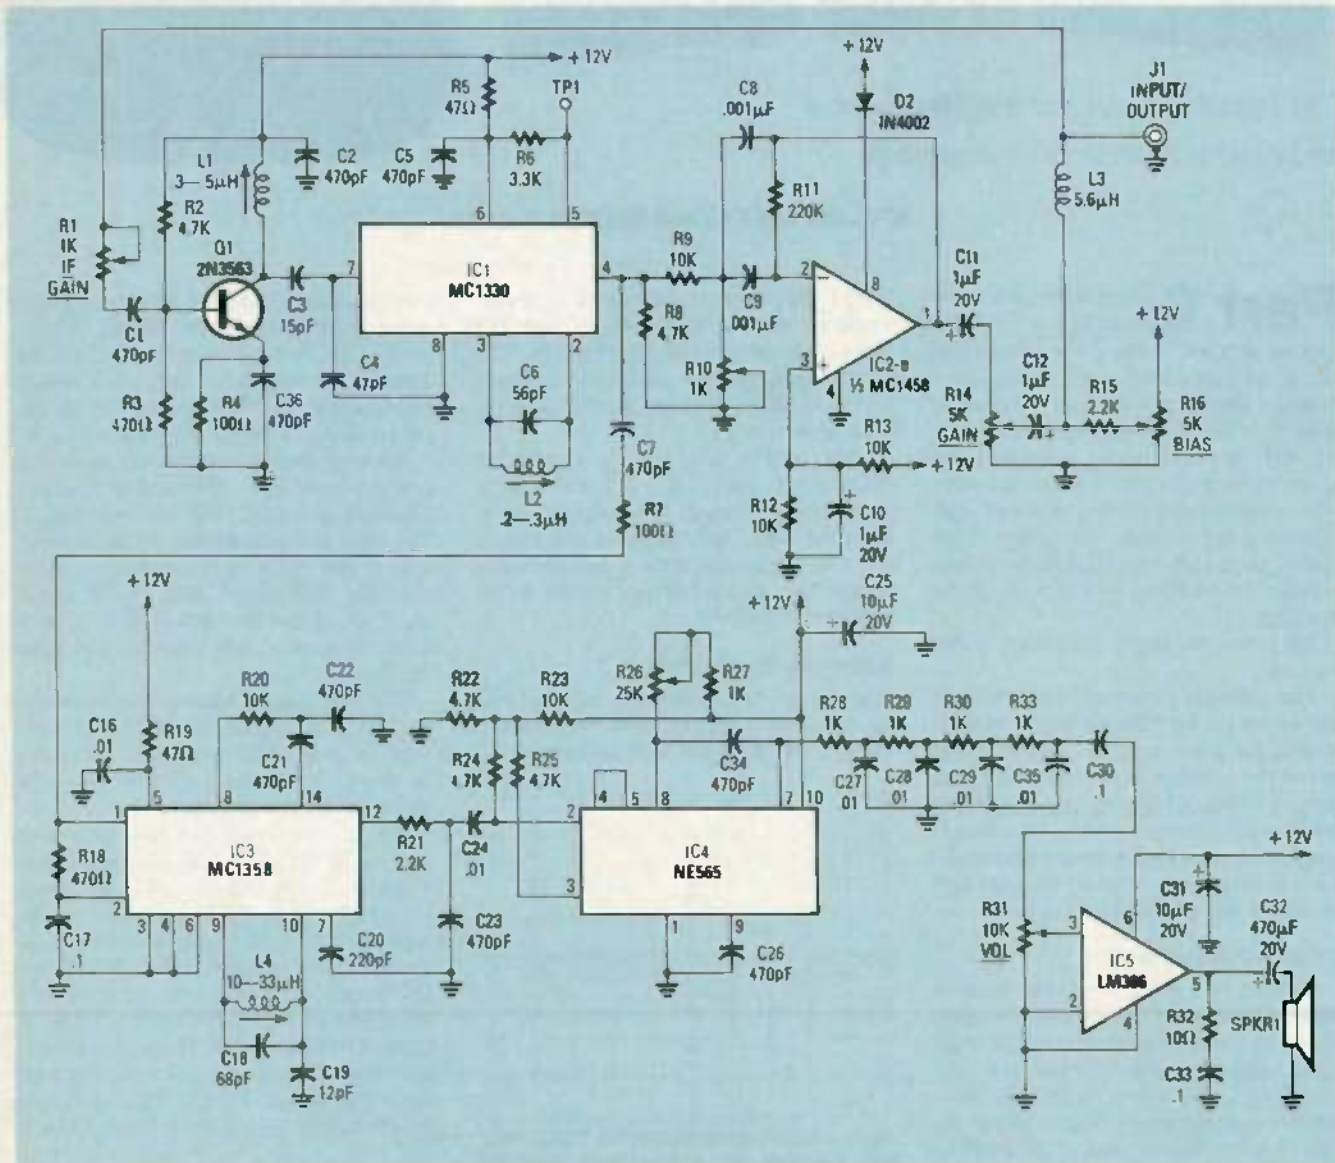 + 12V
R5
47Ω
TP1
C8
.001µF
+12V
D2
IN4002
J1
INPUT/
OUTPUT
L1
3—5µH
C2
470pF
C5
470pF
R6
3.3K
R11
220K
L3
5.6µH
R2
4.7K
R1
1K
IF
GAIN
Q1
2N3563
6
5
7
IC1
MC1330
4
R9
10K
C3
15pF
C1
470pF
8
3
2
C4
47pF
R8
4.7K
C9
.001µF
R10
1K
2
8
1
3
4
IC2-a
½ MC1458
C11
1µF
20V
+12V
C12
1µF
20V
R15
2.2K
R14
5K
GAIN
R16
5K
BIAS
R3
470Ω
R4
100Ω
C36
470pF
C6
56pF
L2
.2—.3µH
C7
470pF
R7
100Ω
R13
10K
+12V
R12
10K
C10
1µF
20V
+12V
+12V
C25
10µF
20V
R20
10K
C22
470pF
R22
4.7K
R23
10K
R26
25K
R27
1K
R28
1K
R29
1K
R30
1K
R33
1K
C16
.01
R19
47Ω
C21
470pF
R24
4.7K
R25
4.7K
C34
470pF
C27
.01
C28
.01
C29
.01
C35
.01
C30
.1
1
5
8
14
12
R18
470Ω
IC3
MC1358
R21
2.2K
C24
.01
2
4
5
8
7
10
IC4
NE565
3
1
9
2
3
4
6
9
10
7
C17
.1
L4
10—33µH
C20
220pF
C23
470pF
C26
470pF
C18
68pF
C19
12pF
+12V
R31
10K
VOL
3
6
C31
10µF
20V
C32
470µF
20V
IC5
LM386
5
2
4
R32
10Ω
SPKR1
C33
.1